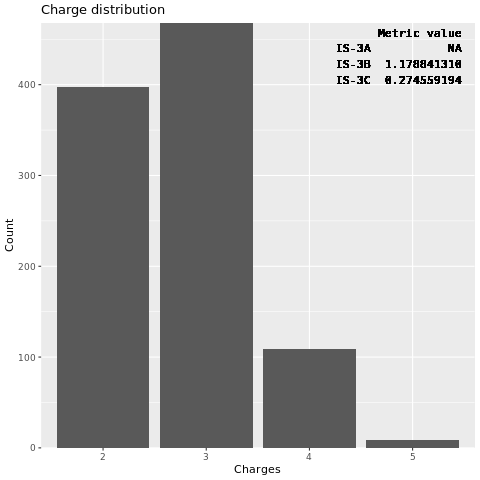 Charge distribution
Metric value
IS-3A NA
IS-3B 1.178841310
IS-3C 0.274559194
400
300
200
100
0
Count
2 3 4 5
Charges